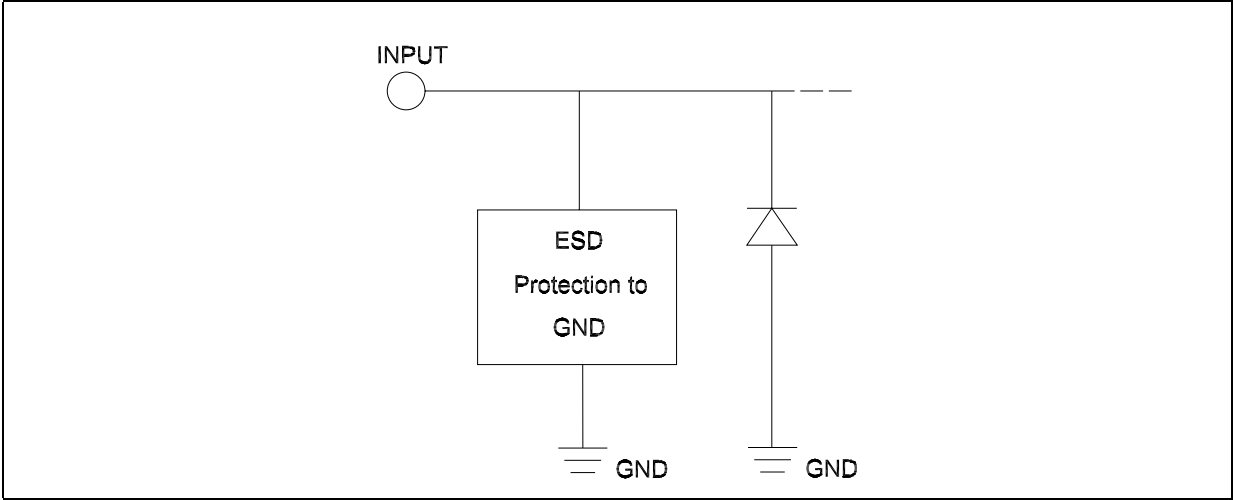 INPUT
ESD
Protection to
GND
GND
GND